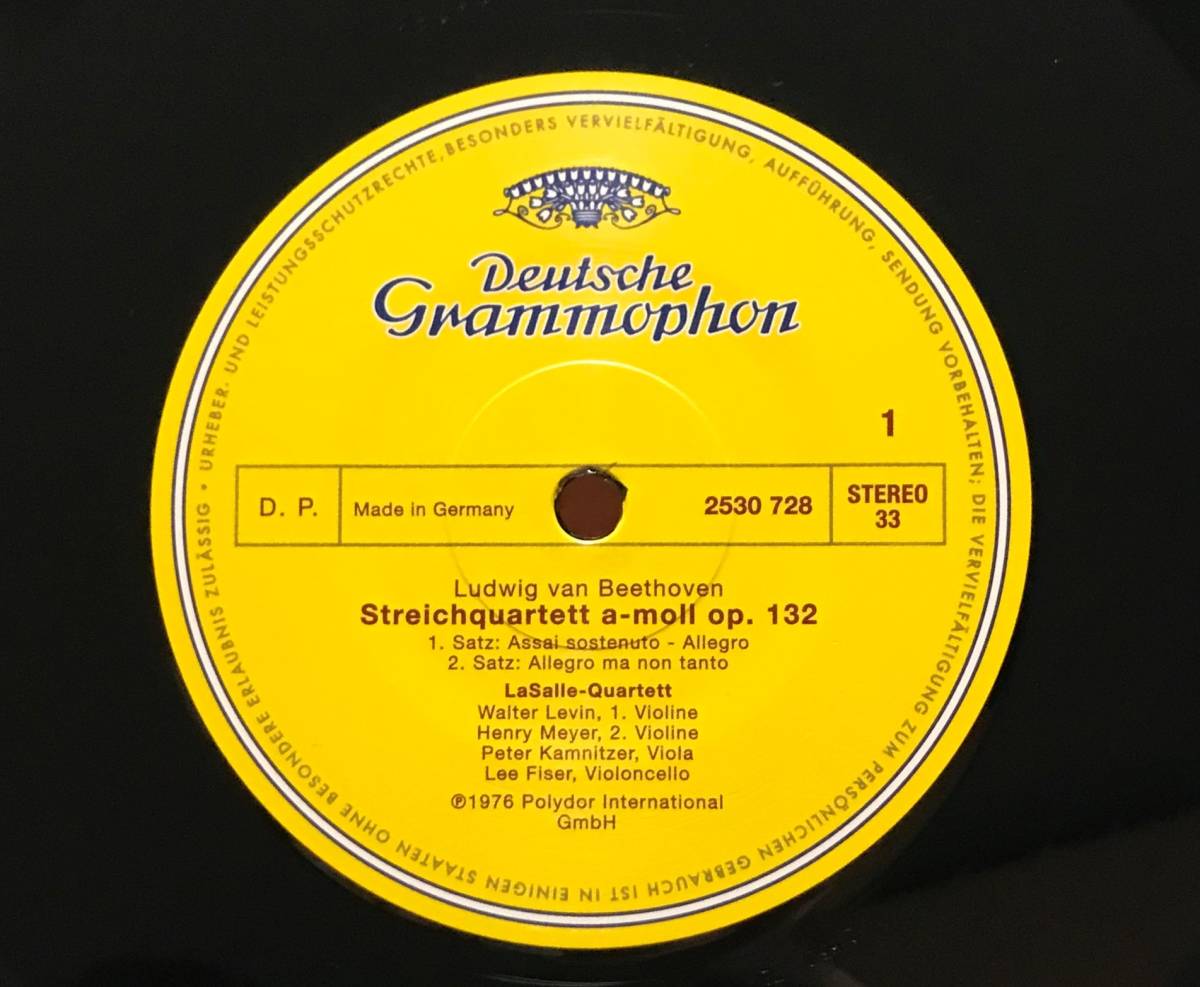 URHEBER- UND LEISTUNGSSCHUTZRECHTE, BESONDERS VERVIELFÄLTIGUNG, AUFFÜHRUNG, SENDUNG VORBEHALTEN; DIE VERVIELFÄLTIGUNG ZUM PERSÖNLICHEN GEBRAUCH IST IN EINIGEN STAATEN OHNE BESONDERE ERLAUBNIS ZULÄSSIG •
Deutsche
Grammophon
1
D. P. Made in Germany 2530 728 STEREO
33
Ludwig van Beethoven
Streichquartett a-moll op. 132
1. Satz: Assai sostenuto - Allegro
2. Satz: Allegro ma non tanto
LaSalle-Quartett
Walter Levin, 1. Violine
Henry Meyer, 2. Violine
Peter Kamnitzer, Viola
Lee Fiser, Violoncello
℗1976 Polydor International
GmbH